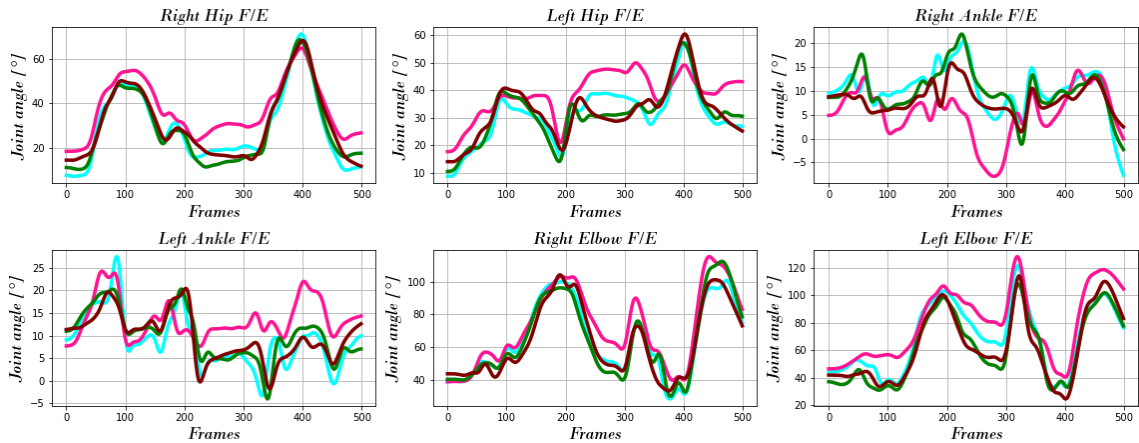 Right Hip F/E
Left Hip F/E
Right Ankle F/E
Joint angle [°]
60
40
20
0 100 200 300 400 500
Frames
Joint angle [°]
60
50
40
30
20
10
0 100 200 300 400 500
Frames
Joint angle [°]
20
15
10
5
0
−5
0 100 200 300 400 500
Frames
Left Ankle F/E
Right Elbow F/E
Left Elbow F/E
Joint angle [°]
25
20
15
10
5
0
−5
0 100 200 300 400 500
Frames
Joint angle [°]
100
80
60
40
0 100 200 300 400 500
Frames
Joint angle [°]
120
100
80
60
40
20
0 100 200 300 400 500
Frames